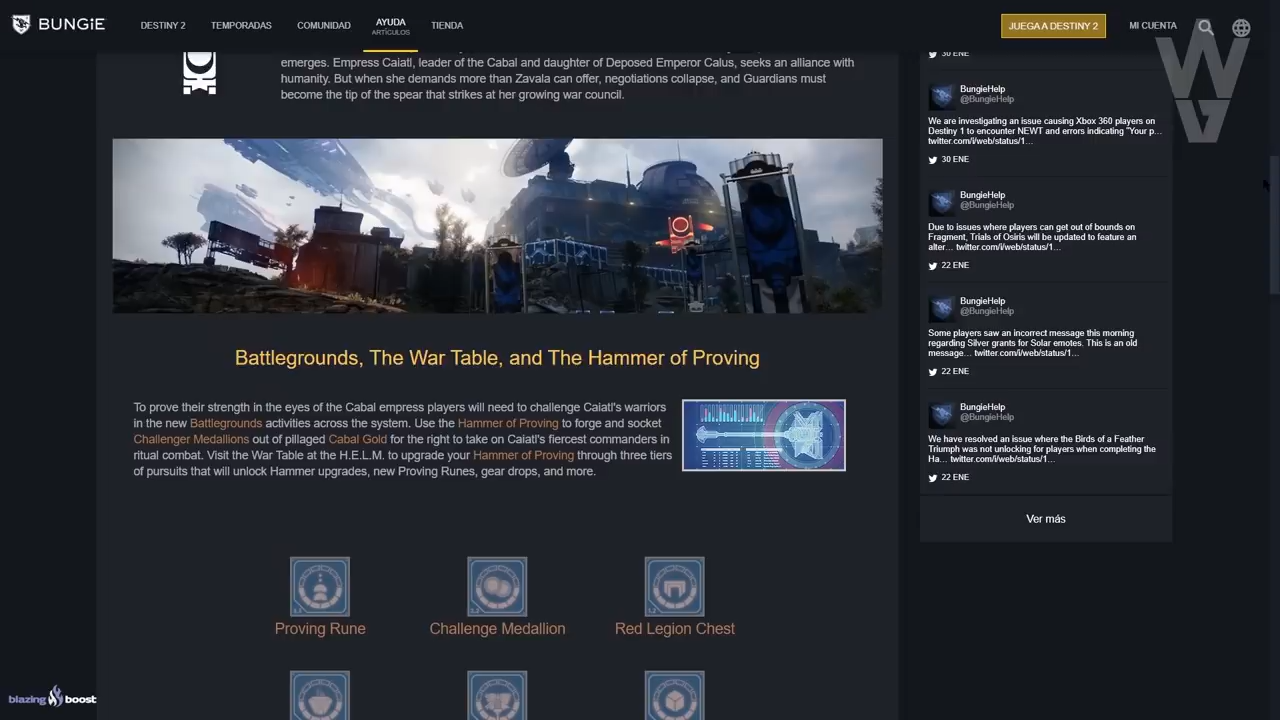 BUNGiE
DESTINY 2
TEMPORADAS
COMUNIDAD
AYUDA
ARTÍCULOS
TIENDA
JUEGA A DESTINY 2
MI CUENTA
emerges. Empress Caiatl, leader of the Cabal and daughter of Deposed Emperor Calus, seeks an alliance with
humanity. But when she demands more than Zavala can offer, negotiations collapse, and Guardians must
become the tip of the spear that strikes at her growing war council.
Battlegrounds, The War Table, and The Hammer of Proving
To prove their strength in the eyes of the Cabal empress players will need to challenge Caiatl's warriors
in the new Battlegrounds activities across the system. Use the Hammer of Proving to forge and socket
Challenger Medallions out of pillaged Cabal Gold for the right to take on Caiatl's fiercest commanders in
ritual combat. Visit the War Table at the H.E.L.M. to upgrade your Hammer of Proving through three tiers
of pursuits that will unlock Hammer upgrades, new Proving Runes, gear drops, and more.
Proving Rune
Challenge Medallion
Red Legion Chest
30 ENE
BungieHelp
@BungieHelp
We are investigating an issue causing Xbox 360 players on
Destiny 1 to encounter NEWT and errors indicating "Your p...
twitter.com/i/web/status/1…
30 ENE
BungieHelp
@BungieHelp
Due to issues where players can get out of bounds on
Fragment, Trials of Osiris will be updated to feature an
alter... twitter.com/i/web/status/1…
22 ENE
BungieHelp
@BungieHelp
Some players saw an incorrect message this morning
regarding Silver grants for Solar emotes. This is an old
message... twitter.com/i/web/status/1…
22 ENE
BungieHelp
@BungieHelp
We have resolved an issue where the Birds of a Feather
Triumph was not unlocking for players when completing the
Ha... twitter.com/i/web/status/1…
22 ENE
Ver más
WG
blazing boost